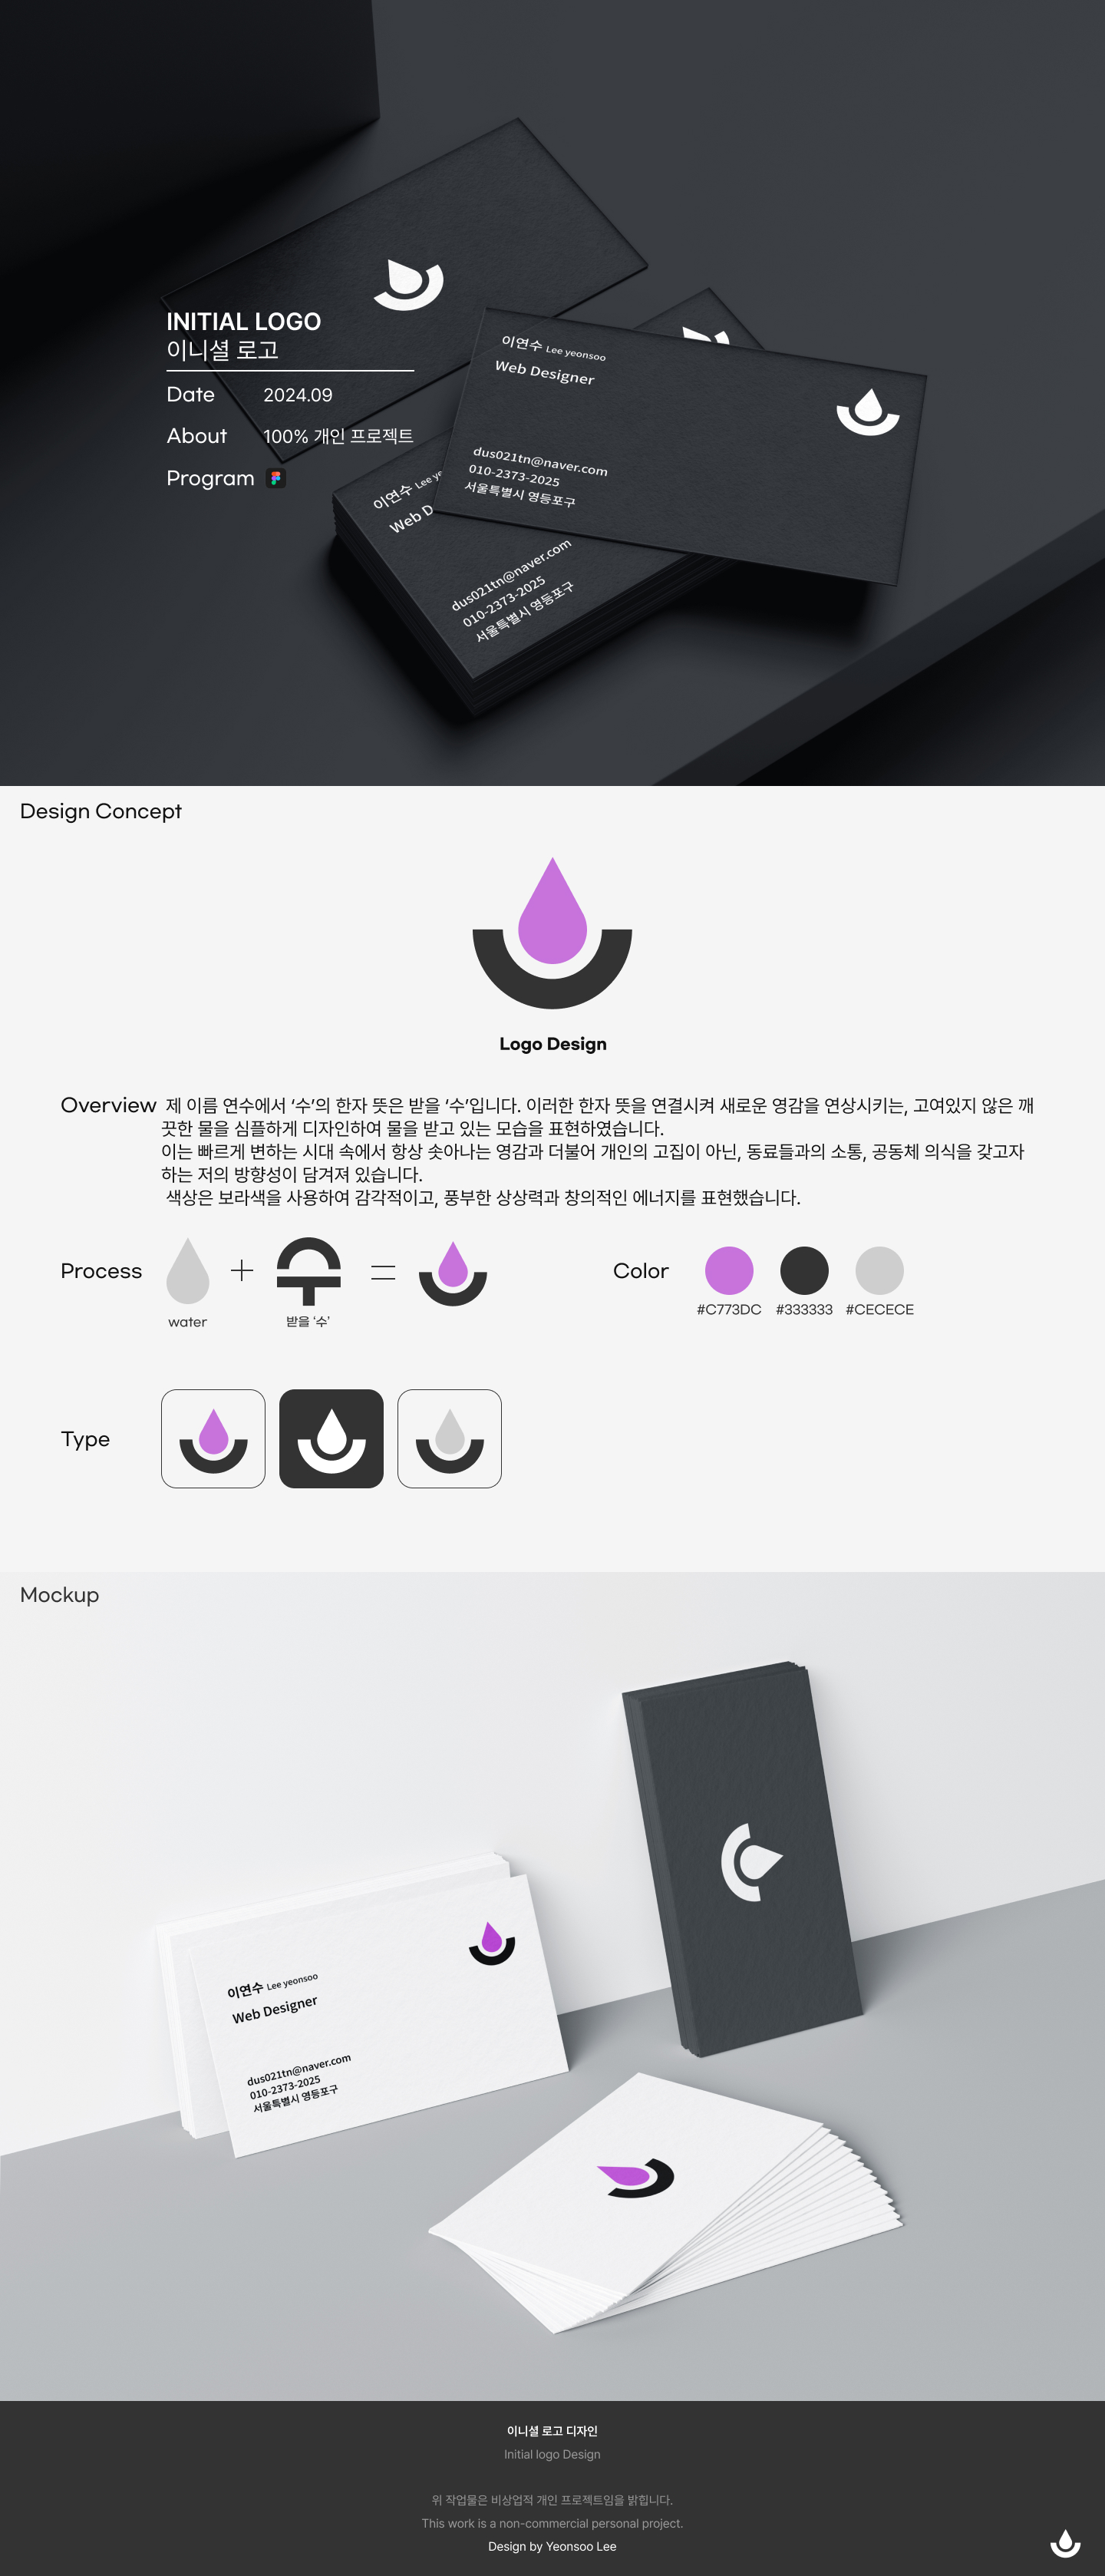 INITIAL LOGO
이니셜 로고
Date 2024.09
About 100% 개인 프로젝트
Program
이연수 Lee yeonsoo
Web Designer
dus021tn@naver.com
010-2373-2025
서울특별시 영등포구
이연수 Lee ye
Web D
dus021tn@naver.com
010-2373-2025
서울특별시 영등포구
Design Concept
Logo Design
Overview 제 이름 연수에서 ‘수’의 한자 뜻은 받을 ‘수’입니다. 이러한 한자 뜻을 연결시켜 새로운 영감을 연상시키는, 고여있지 않은 깨
끗한 물을 심플하게 디자인하여 물을 받고 있는 모습을 표현하였습니다.
이는 빠르게 변하는 시대 속에서 항상 솟아나는 영감과 더불어 개인의 고집이 아닌, 동료들과의 소통, 공동체 의식을 갖고자
하는 저의 방향성이 담겨져 있습니다.
색상은 보라색을 사용하여 감각적이고, 풍부한 상상력과 창의적인 에너지를 표현했습니다.
Process
water
받을 ‘수’
Color
#C773DC #333333 #CECECE
Type
Mockup
이연수 Lee yeonsoo
Web Designer
dus021tn@naver.com
010-2373-2025
서울특별시 영등포구
이니셜 로고 디자인
Initial logo Design
위 작업물은 비상업적 개인 프로젝트임을 밝힙니다.
This work is a non-commercial personal project.
Design by Yeonsoo Lee